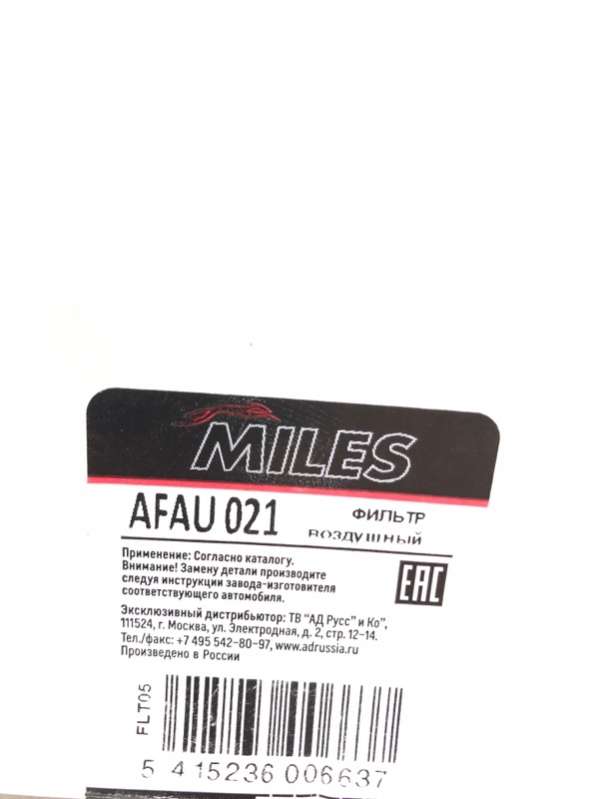 MILES
AFAU 021
ФИЛЬТР
ВОЗДУШНЫЙ
Применение: Согласно каталогу.
Внимание! Замену детали производите
следуя инструкции завода-изготовителя
соответствующего автомобиля.
EAC
Эксклюзивный дистрибьютор: ТВ "АД Русс" и Ко",
111524, г. Москва, ул. Электродная, д. 2, стр. 12-14.
Тел./факс: +7 495 542-80-97, www.adrussia.ru
Произведено в России
FLT05
5 415236 006637